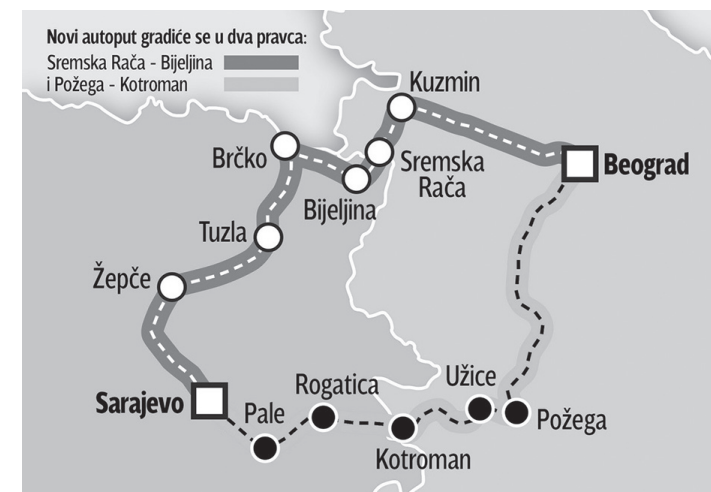 Novi autoput gradiće se u dva pravca:
Sremska Rača - Bijeljina
i Požega - Kotroman
Kuzmin
Brčko
Sremska
Rača
Beograd
Bijeljina
Tuzla
Žepče
Sarajevo
Pale
Rogatica
Užice
Požega
Kotroman